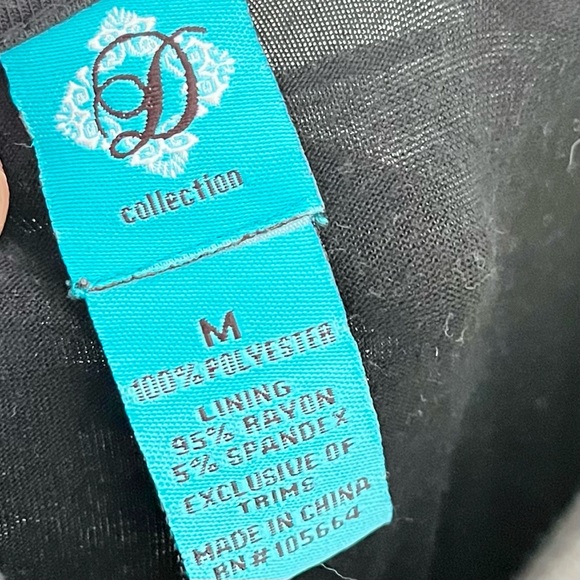 D
collection
M
100% POLYESTER
LINING
95% RAYON
5% SPANDEX
EXCLUSIVE OF
TRIMS
MADE IN CHINA
RN#105664